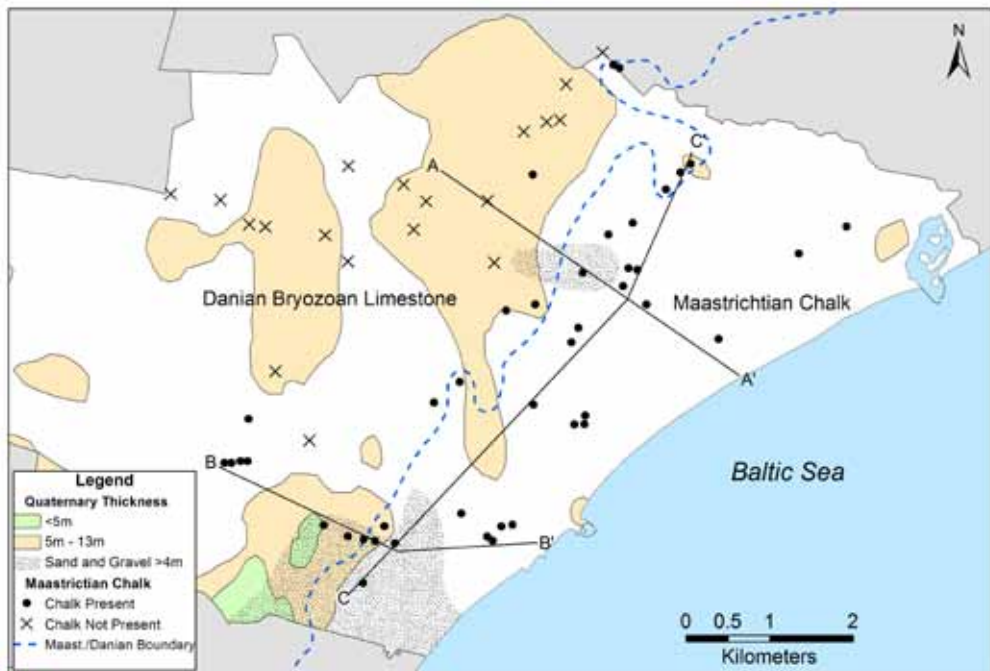 N
A
C'
Danian Bryozoan Limestone
Maastrichtian Chalk
A'
B
Baltic Sea
B'
C
Legend
Quaternary Thickness
<5m
5m - 13m
Sand and Gravel >4m
Maastrictian Chalk
Chalk Present
Chalk Not Present
Maast./Danian Boundary
0 0.5 1 2
Kilometers